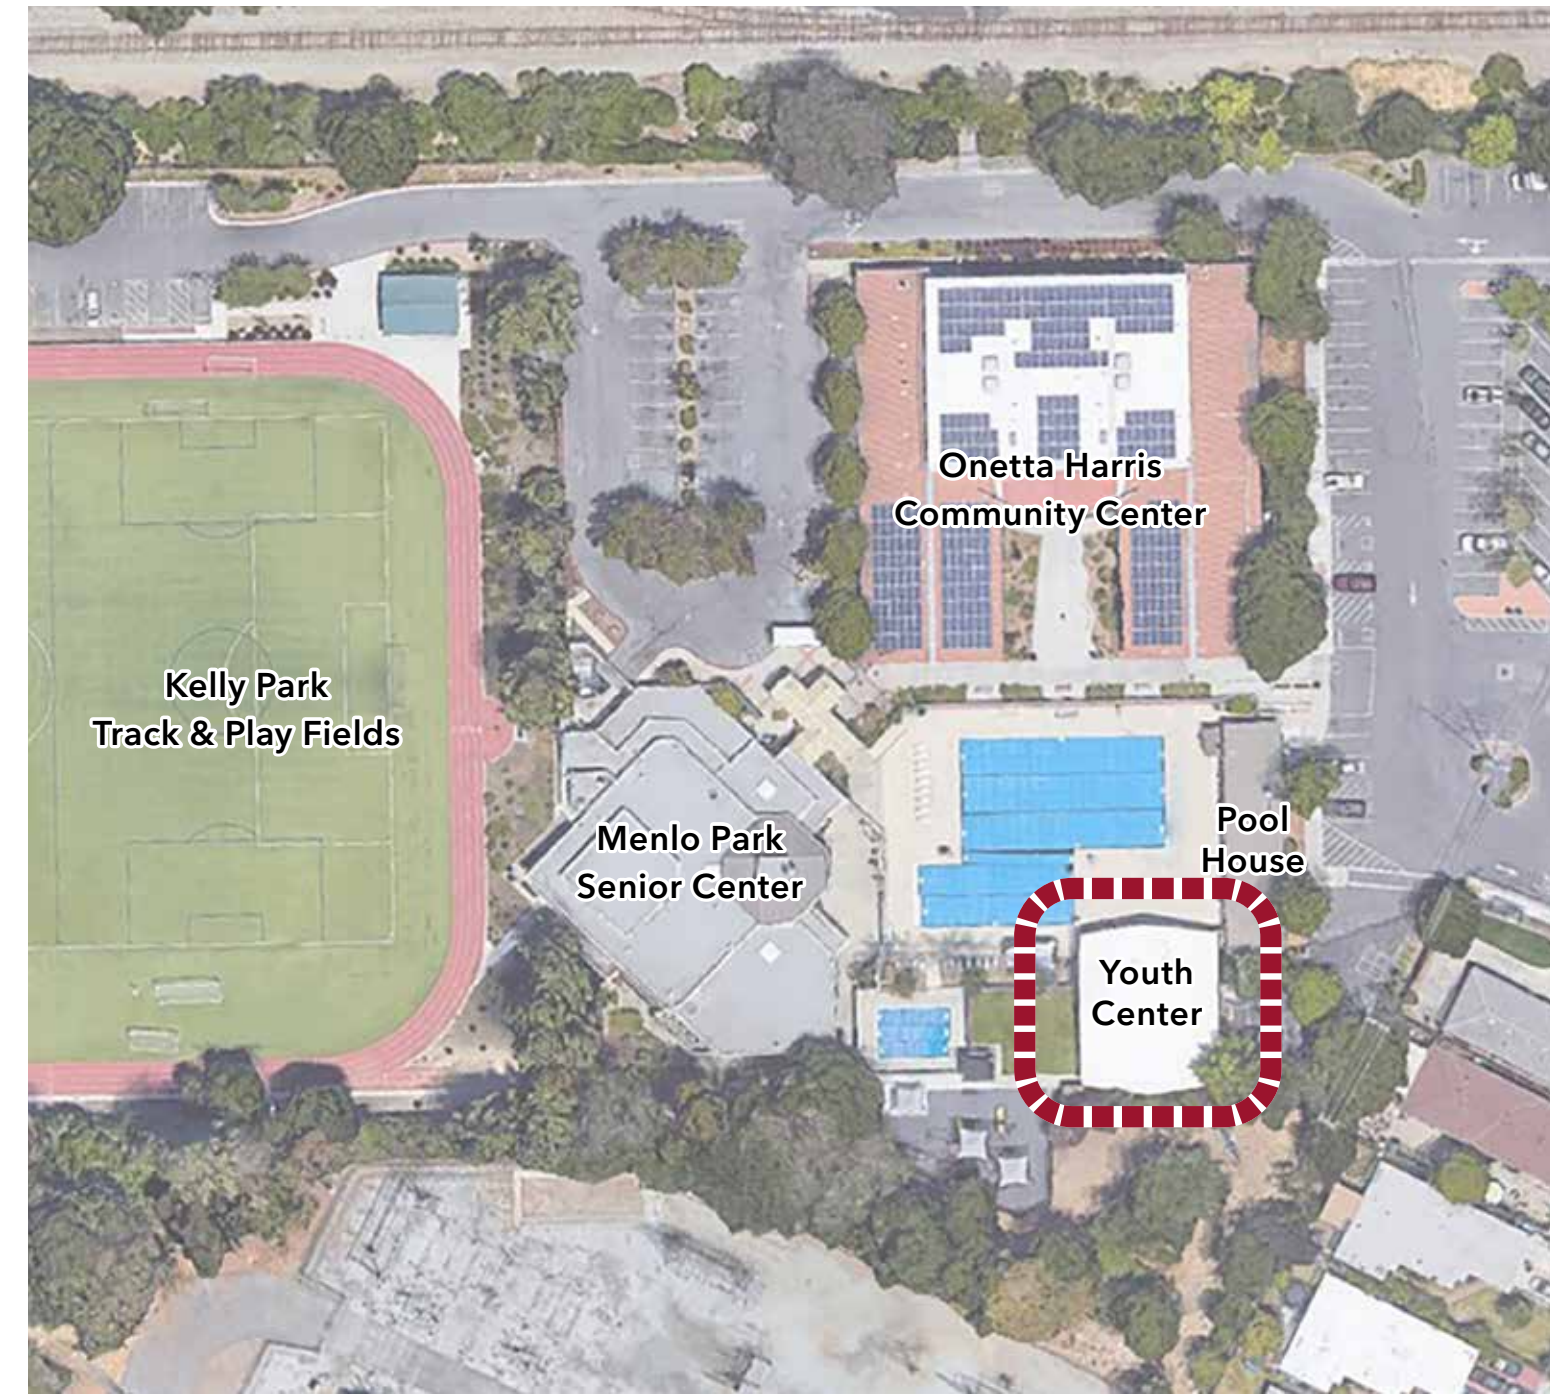 Onetta Harris
Community Center
Kelly Park
Track & Play Fields
Menlo Park
Senior Center
Pool
House
Youth
Center